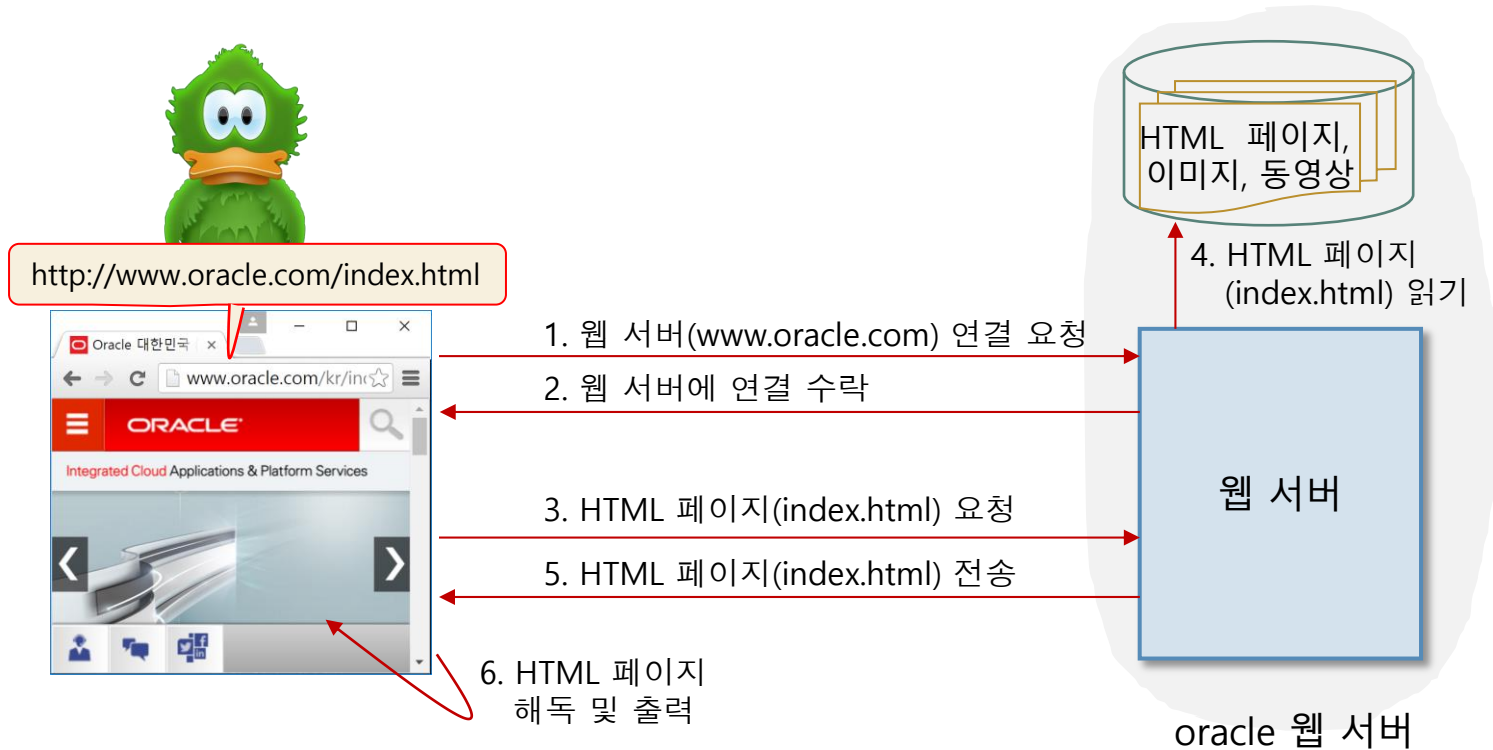 HTML 페이지,
이미지, 동영상
http://www.oracle.com/index.html
4. HTML 페이지
(index.html) 읽기
Oracle 대한민국
www.oracle.com/kr/in
ORACLE
Integrated Cloud Applications & Platform Services
1. 웹 서버(www.oracle.com) 연결 요청
2. 웹 서버에 연결 수락
3. HTML 페이지(index.html) 요청
5. HTML 페이지(index.html) 전송
웹 서버
6. HTML 페이지
해독 및 출력
oracle 웹 서버